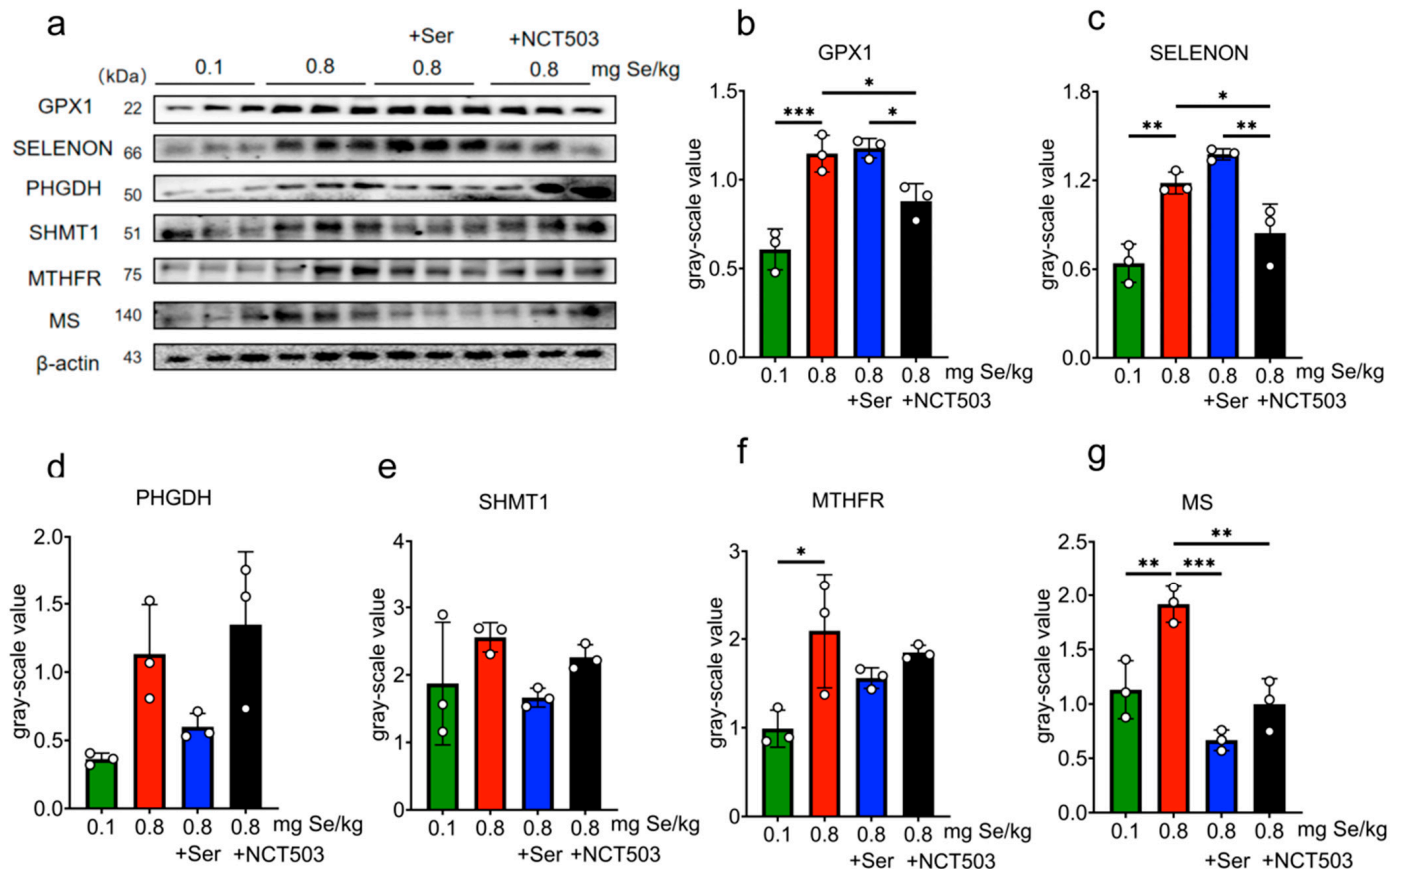 a
+Ser +NCT503
0.1 0.8 0.8 0.8 mg Se/kg
(kDa)
GPX1 22
SELENON 66
PHGDH 50
SHMT1 51
MTHFR 75
MS 140
β-actin 43
b
GPX1
gray-scale value
1.5
1.0
0.5
0.0
*
*** *
0.1 0.8 0.8 0.8 mg Se/kg
+Ser +NCT503
c
SELENON
gray-scale value
1.8
1.2
0.6
0.0
*
** **
0.1 0.8 0.8 0.8 mg Se/kg
+Ser +NCT503
d
PHGDH
gray-scale value
2.0
1.5
1.0
0.5
0.0
0.1 0.8 0.8 0.8 mg Se/kg
+Ser +NCT503
e
SHMT1
gray-scale value
4
3
2
1
0
0.1 0.8 0.8 0.8 mg Se/kg
+Ser +NCT503
f
MTHFR
gray-scale value
3
2
1
0
*
0.1 0.8 0.8 0.8 mg Se/kg
+Ser +NCT503
g
MS
gray-scale value
2.5
2.0
1.5
1.0
0.5
0.0
**
** ***
0.1 0.8 0.8 0.8 mg Se/kg
+Ser +NCT503